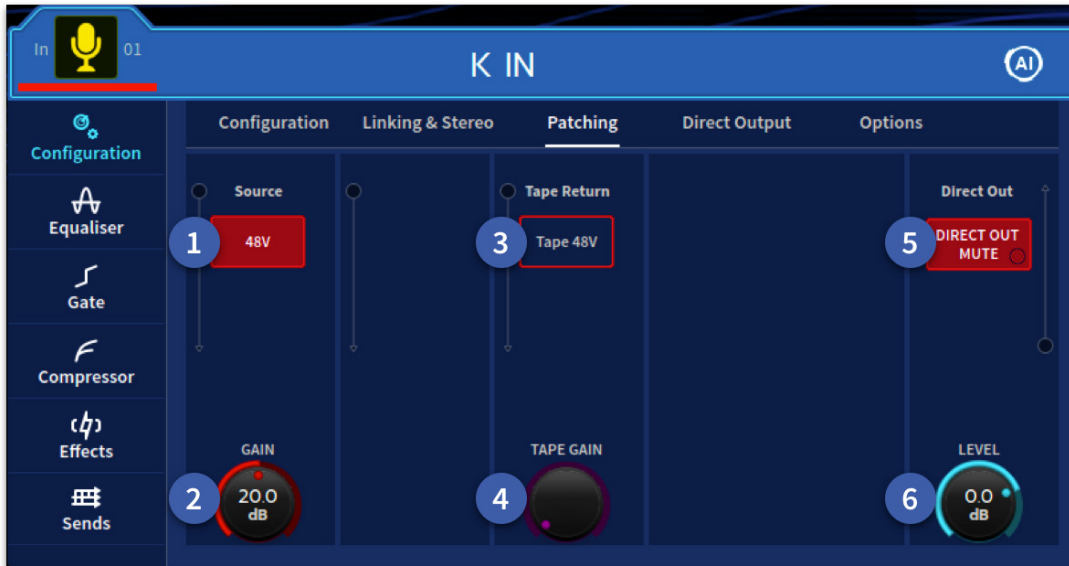 In
01
K IN
AI
Configuration
Equaliser
Gate
Compressor
Effects
Sends
Configuration
Linking & Stereo
Patching
Direct Output
Options
Source
Tape Return
Direct Out
1
48V
3
Tape 48V
5
DIRECT OUT
MUTE
GAIN
TAPE GAIN
LEVEL
2
20.0
dB
4
6
0.0
dB